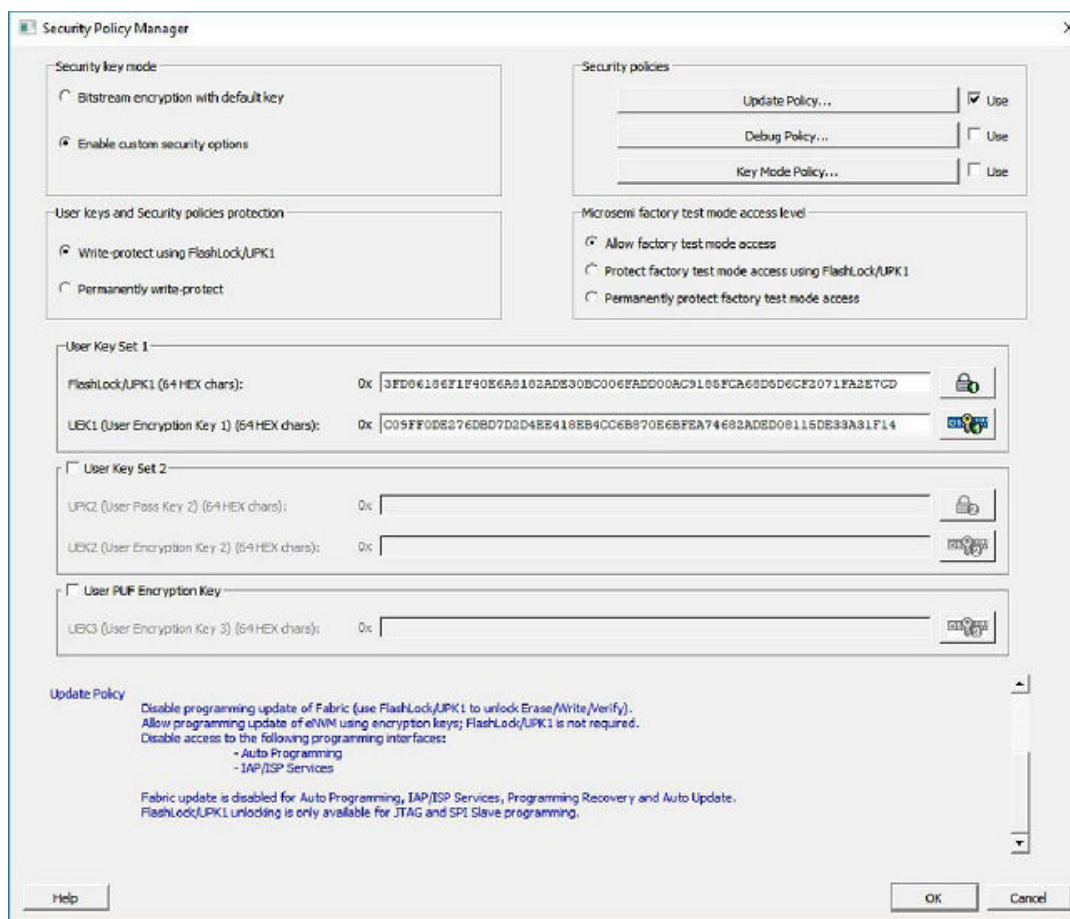 Security Policy Manager
Security key mode
Bitstream encryption with default key
Enable custom security options
Security policies
Update Policy...
Use
Debug Policy...
Use
Key Mode Policy...
Use
User keys and Security policies protection
Write-protect using FlashLock/UPK1
Permanently write-protect
Microsemi factory test mode access level
Allow factory test mode access
Protect factory test mode access using FlashLock/UPK1
Permanently protect factory test mode access
User Key Set 1
FlashLock/UPK1 (64 HEX chars): 0x
UEK1 (User Encryption Key 1) (64 HEX chars): 0x
User Key Set 2
UPK2 (User Pass Key 2) (64 HEX chars): 0x
UEK2 (User Encryption Key 2) (64 HEX chars): 0x
User PUF Encryption Key
UEK3 (User Encryption Key 3) (64 HEX chars): 0x
Update Policy
Disable programming update of Fabric (use FlashLock/UPK1 to unlock Erase/Write/Verify).
Allow programming update of eNVM using encryption keys; FlashLock/UPK1 is not required.
Disable access to the following programming interfaces:
- Auto Programming
- IAP/ISP Services
Fabric update is disabled for Auto Programming, IAP/ISP Services, Programming Recovery and Auto Update.
FlashLock/UPK1 unlocking is only available for JTAG and SPI Slave programming.
Help
OK
Cancel